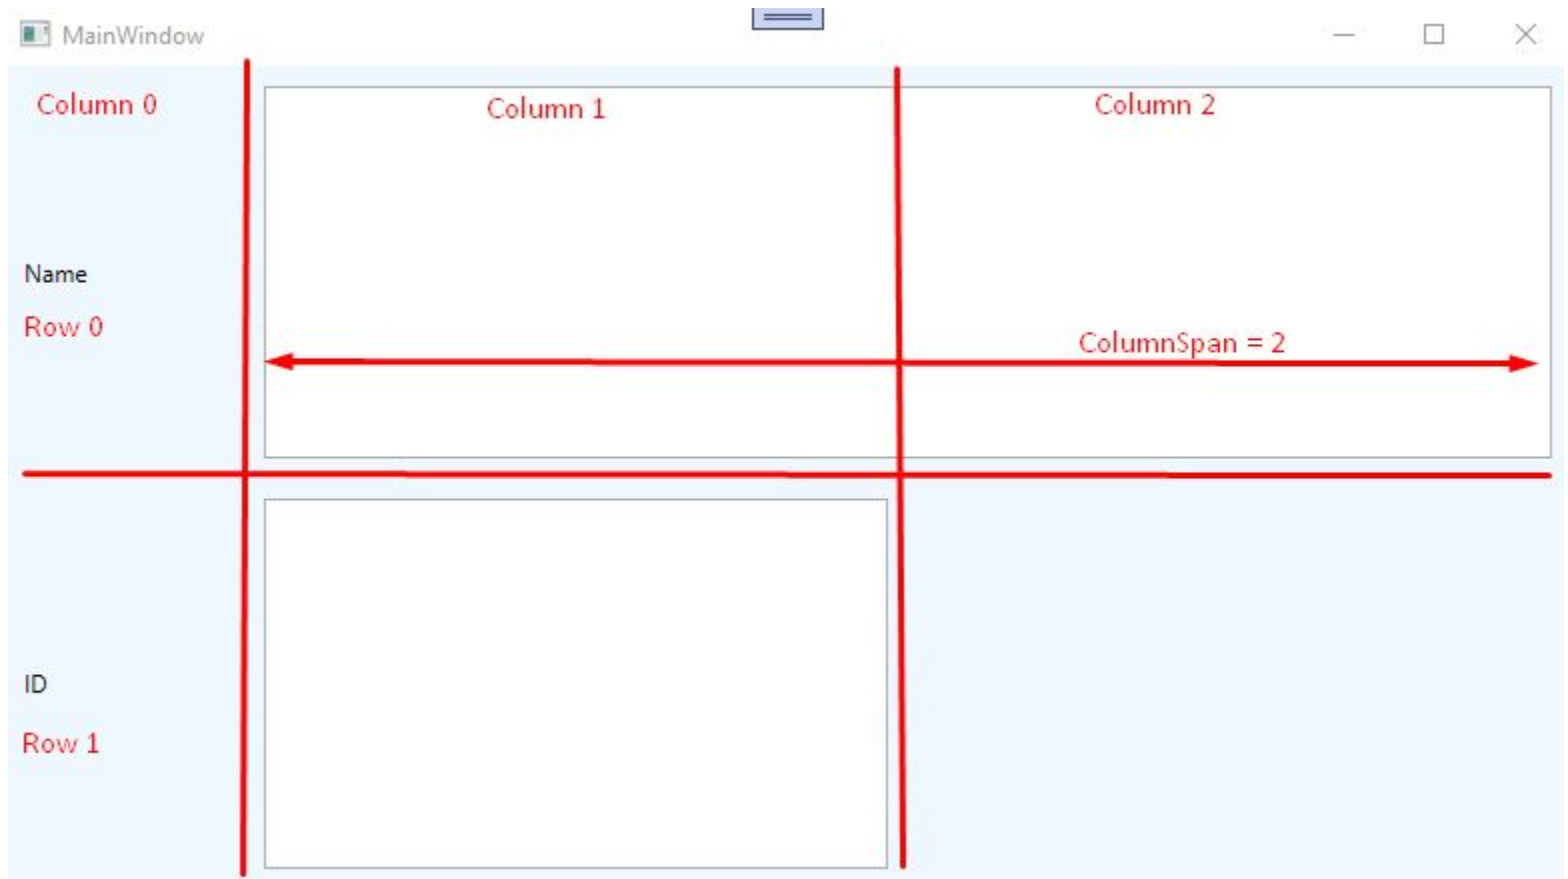 MainWindow
Column 0
Column 1
Column 2
Name
Row 0
ColumnSpan = 2
ID
Row 1